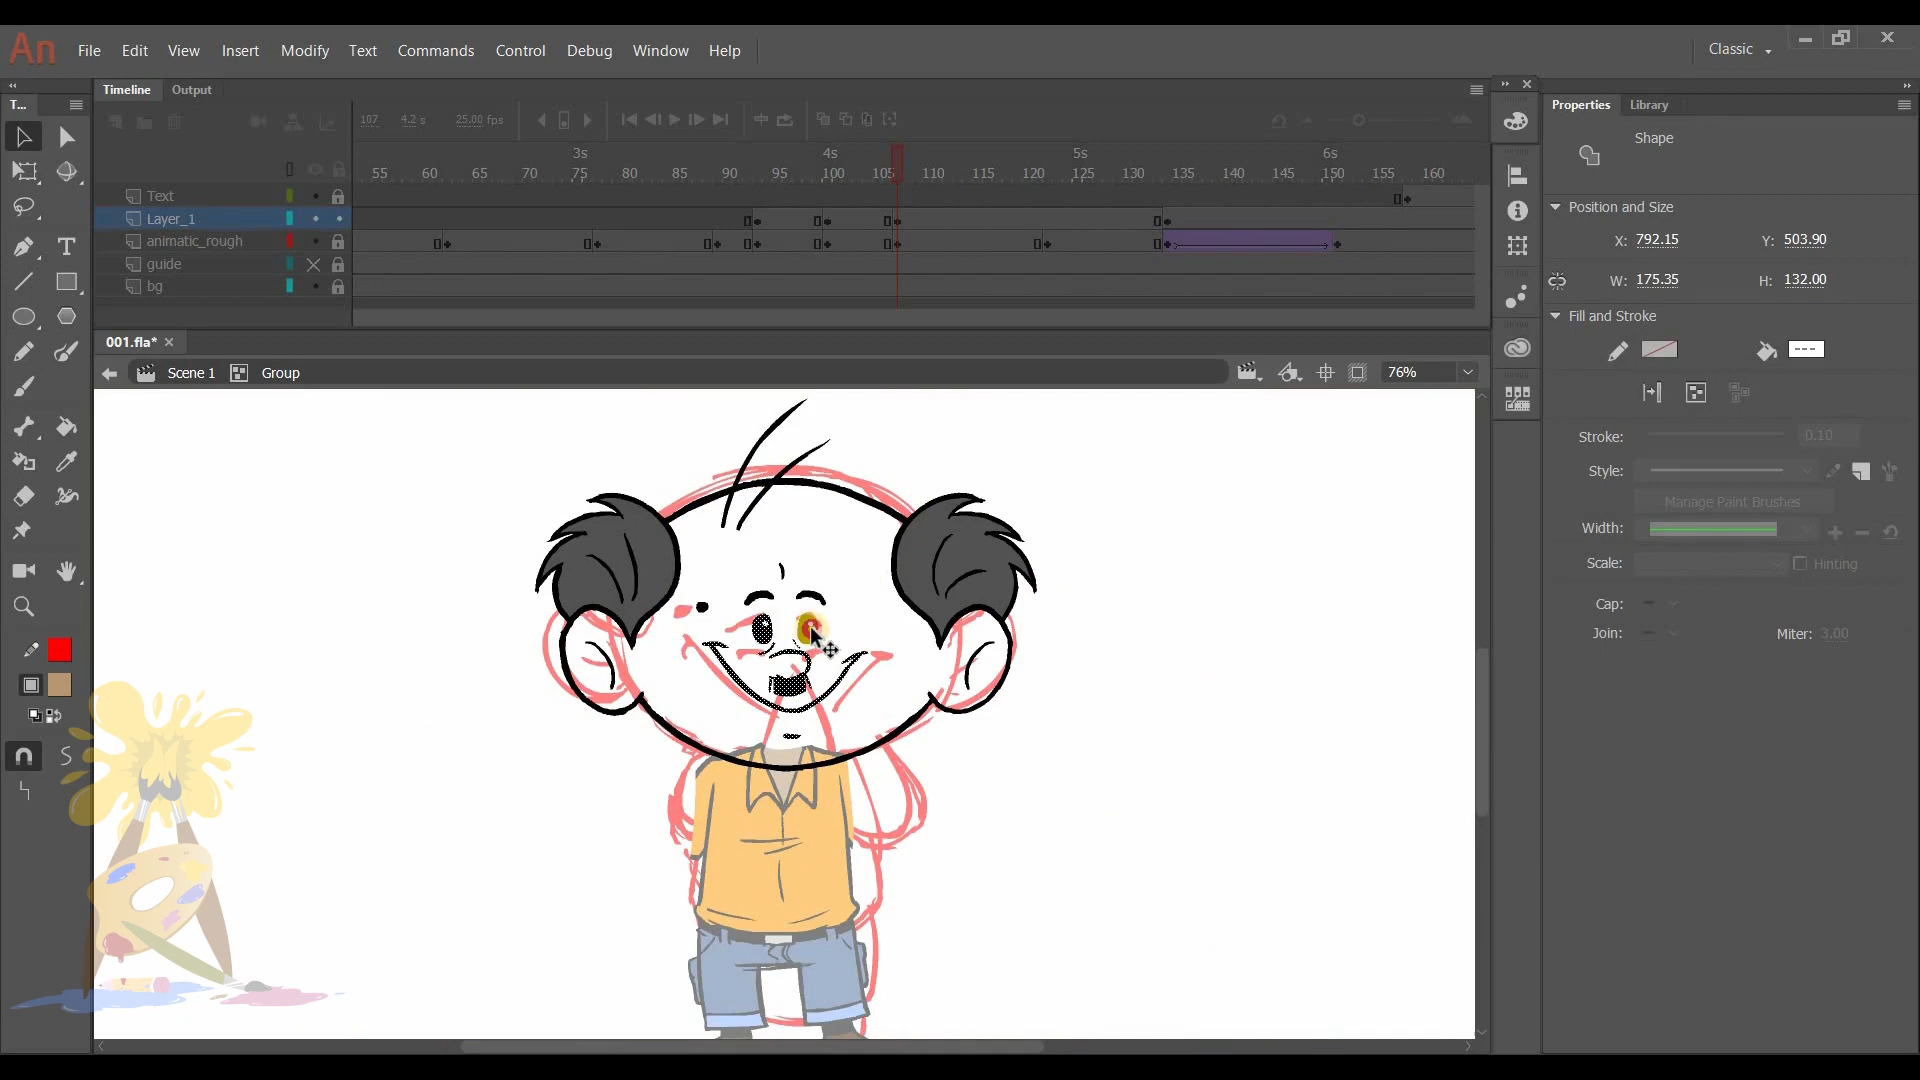 An File Edit View Insert Modify Text Commands Control Debug Window Help Classic
Timeline Output
T...
Properties Library
107 4.2 s 25.00 fps
Shape
3s 4s 5s 6s
55 60 65 70 75 80 85 90 95 100 105 110 115 120 125 130 135 140 145 150 155 160
Text
Layer_1
animatic_rough
guide
bg
Position and Size
X: 792.15 Y: 503.90
W: 175.35 H: 132.00
Fill and Stroke
001.fla*
Scene 1 Group 76%
Stroke: 0.10
Style:
Manage Paint Brushes
Width:
Scale: Hinting
Cap:
Join: Miter: 3.00